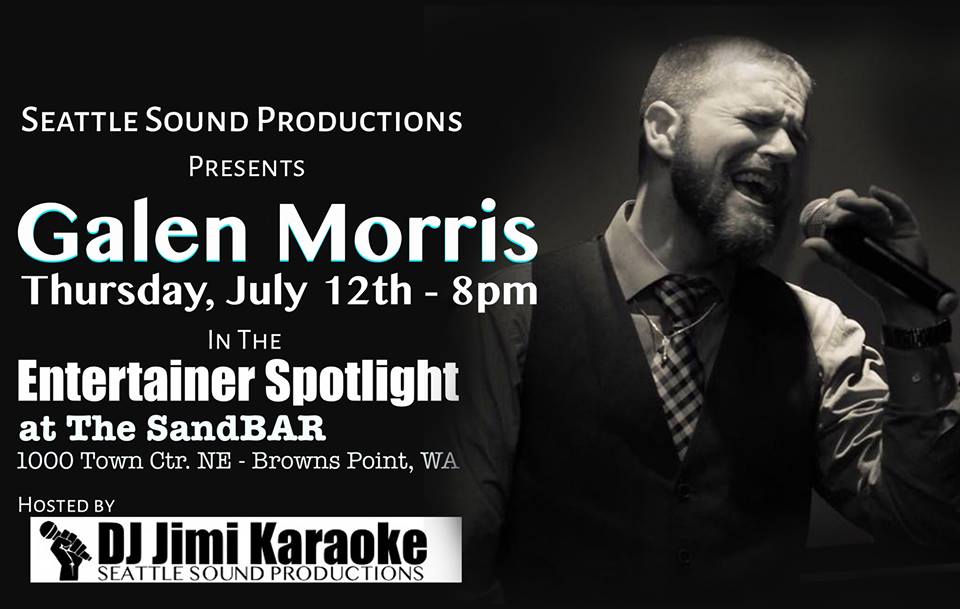 Seattle Sound Productions
Presents
Galen Morris
Thursday, July 12th - 8pm
In The
Entertainer Spotlight
at The SandBAR
1000 Town Ctr. NE - Browns Point, WA
Hosted by
DJ Jimi Karaoke
SEATTLE SOUND PRODUCTIONS